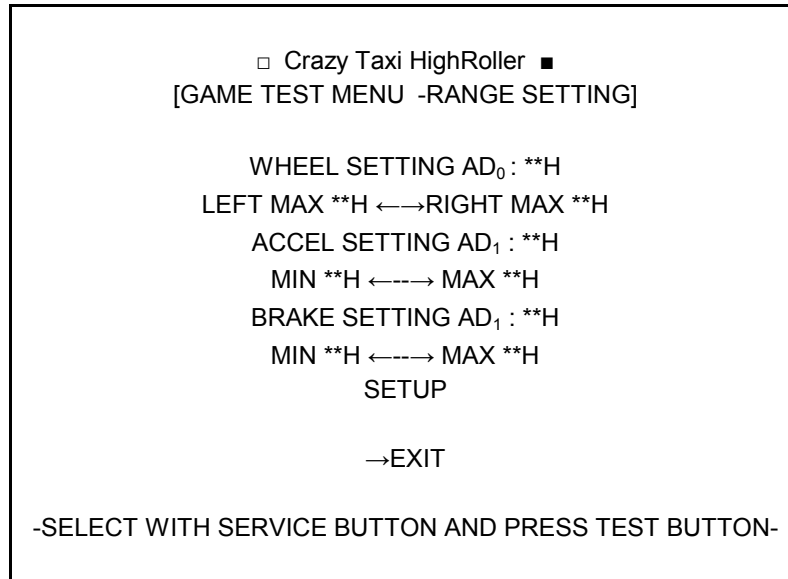 □ Crazy Taxi HighRoller ■
[GAME TEST MENU -RANGE SETTING]
WHEEL SETTING AD₀ : **H
LEFT MAX **H ←→RIGHT MAX **H
ACCEL SETTING AD₁ : **H
MIN **H ←--→ MAX **H
BRAKE SETTING AD₁ : **H
MIN **H ←--→ MAX **H
SETUP
→EXIT
-SELECT WITH SERVICE BUTTON AND PRESS TEST BUTTON-